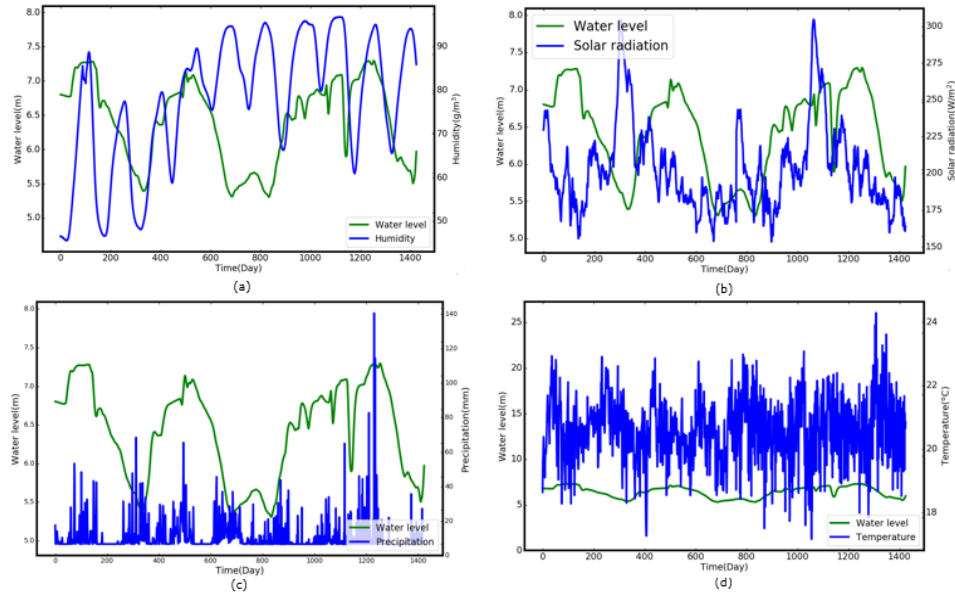 8.0
7.5
7.0
6.5
6.0
5.5
5.0
Water level(m)
90
80
70
60
50
Humidity(g/m³)
Water level
Humidity
0 200 400 600 800 1000 1200 1400
Time(Day)
(a)
8.0
7.5
7.0
6.5
6.0
5.5
5.0
Water level(m)
Water level
Solar radiation
300
275
250
225
200
175
150
Solar radiation(W/m²)
0 200 400 600 800 1000 1200 1400
Time(Day)
(b)
8.0
7.5
7.0
6.5
6.0
5.5
5.0
Water level(m)
140
120
100
80
60
40
20
0
Precipitation(mm)
Water level
Precipitation
0 200 400 600 800 1000 1200 1400
Time(Day)
(c)
25
20
15
10
5
0
Water level(m)
24
22
20
18
Temperature(°C)
Water level
Temperature
0 200 400 600 800 1000 1200 1400
Time(Day)
(d)